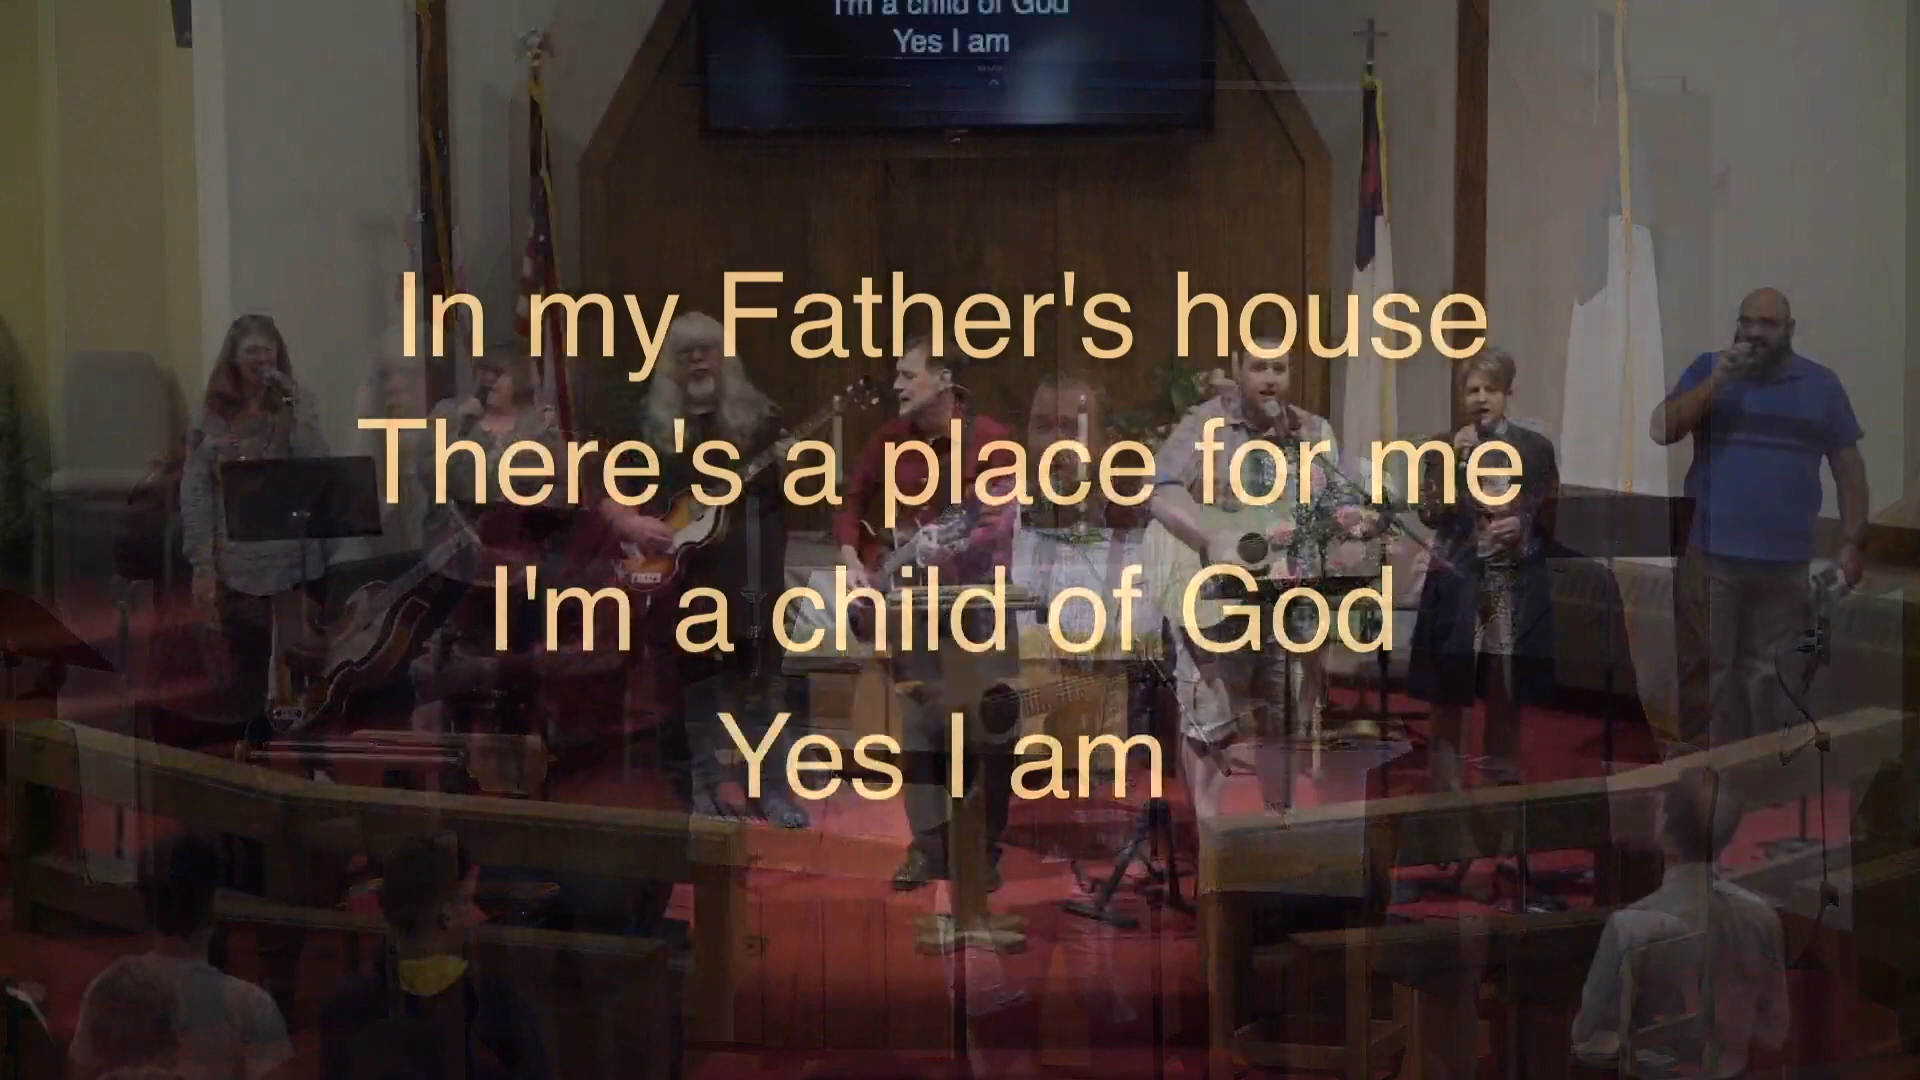 I'm a child of God
Yes I am
In my Father's house
There's a place for me
I'm a child of God
Yes I am